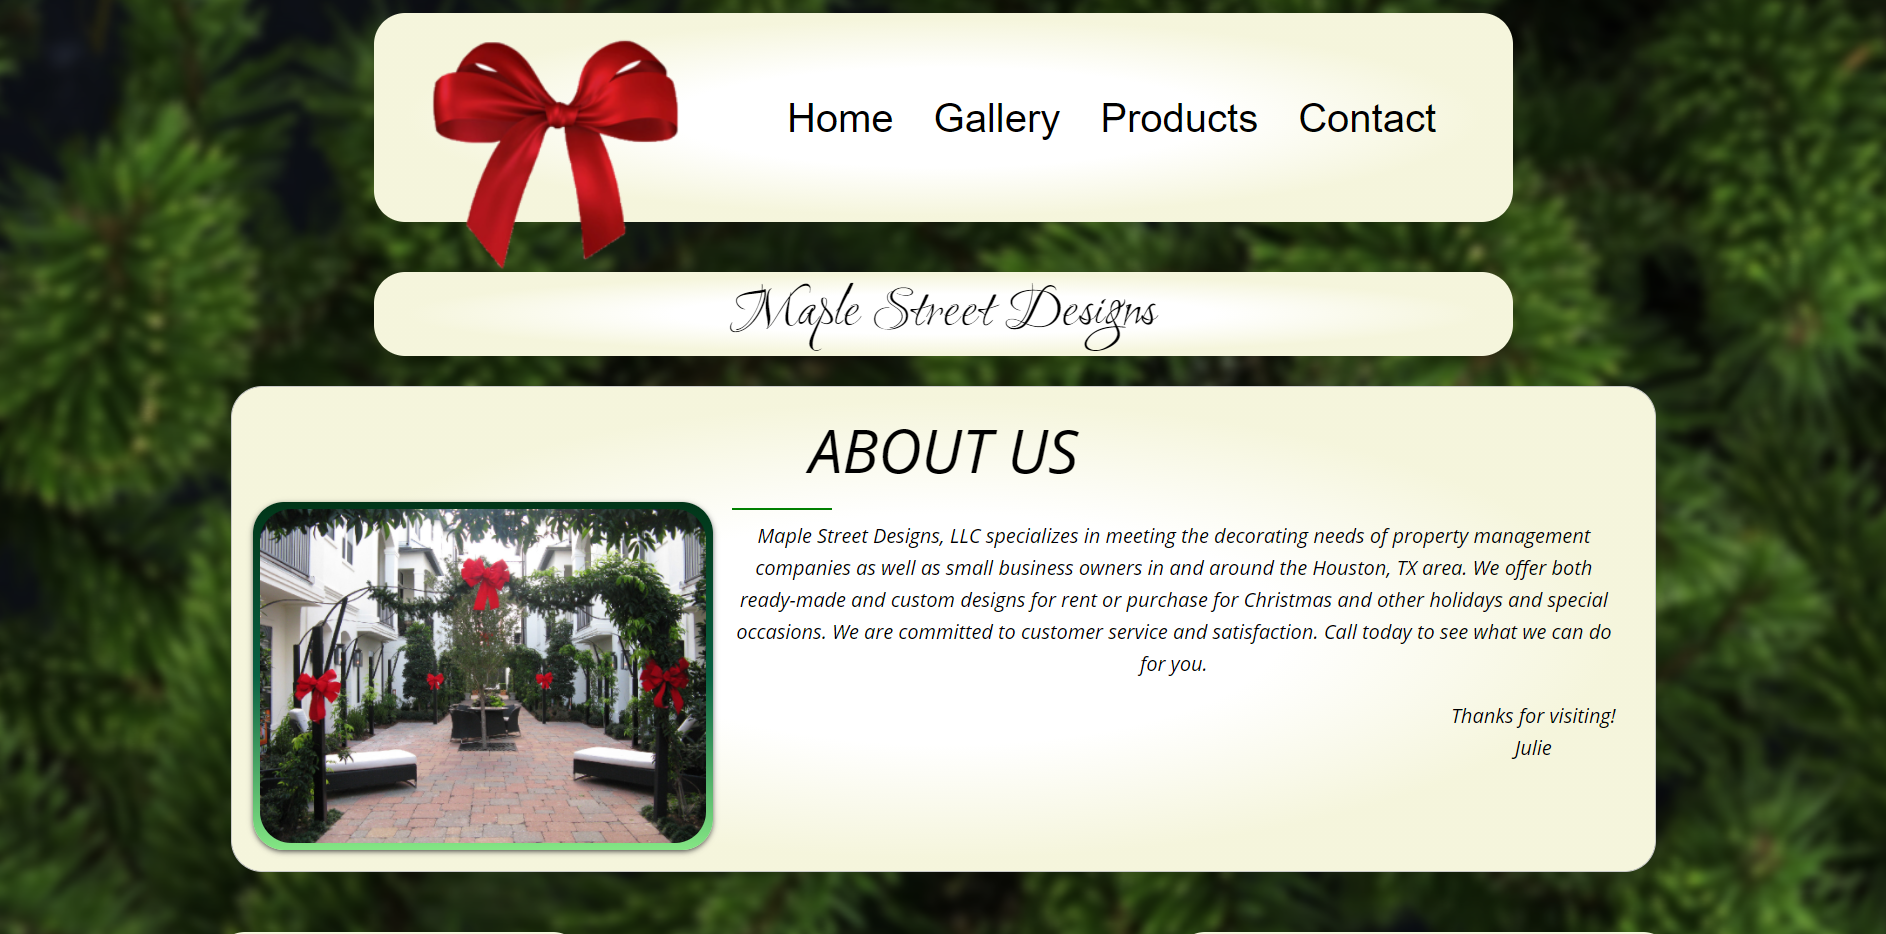 Home Gallery Products Contact
Maple Street Designs
ABOUT US
Maple Street Designs, LLC specializes in meeting the decorating needs of property management
companies as well as small business owners in and around the Houston, TX area. We offer both
ready-made and custom designs for rent or purchase for Christmas and other holidays and special
occasions. We are committed to customer service and satisfaction. Call today to see what we can do
for you.
Thanks for visiting!
Julie